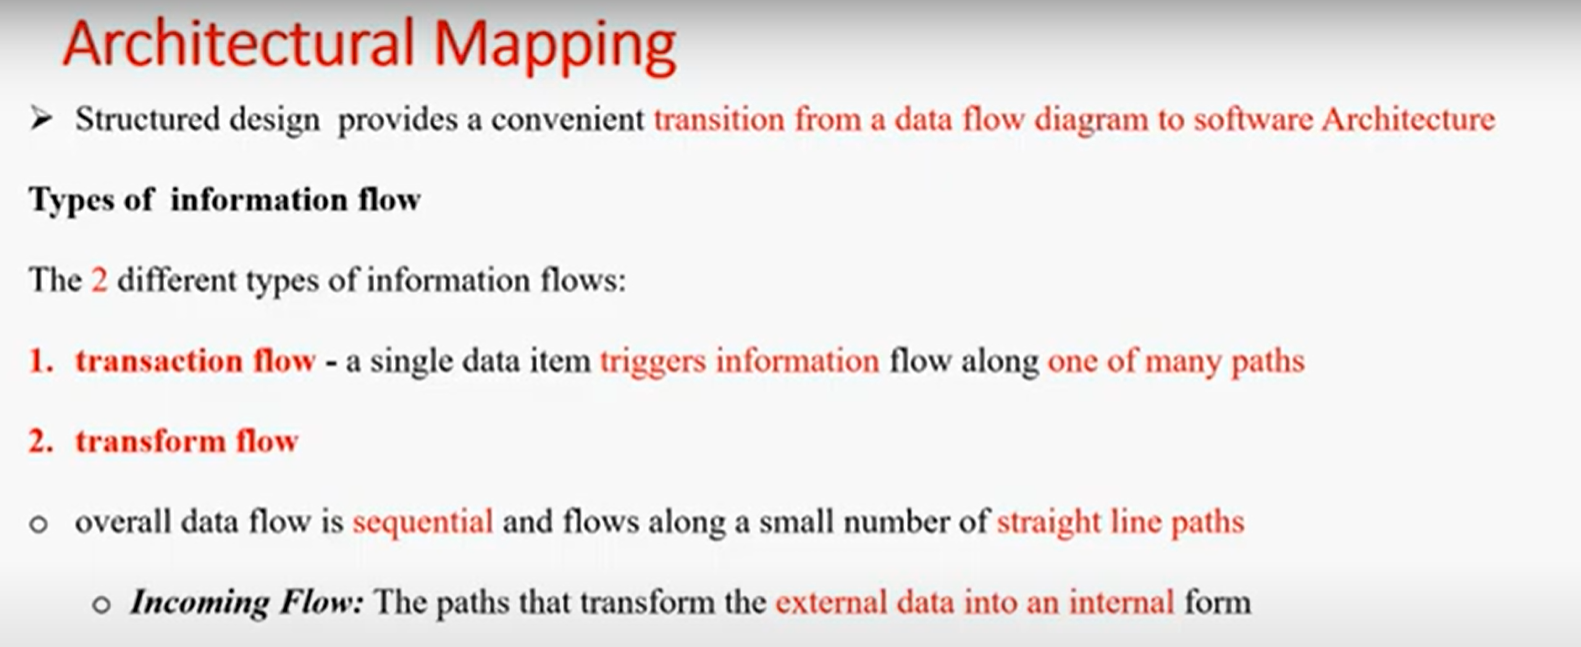 Architectural Mapping
➤ Structured design provides a convenient transition from a data flow diagram to software Architecture
Types of information flow
The 2 different types of information flows:
1. transaction flow - a single data item triggers information flow along one of many paths
2. transform flow
o overall data flow is sequential and flows along a small number of straight line paths
o Incoming Flow: The paths that transform the external data into an internal form